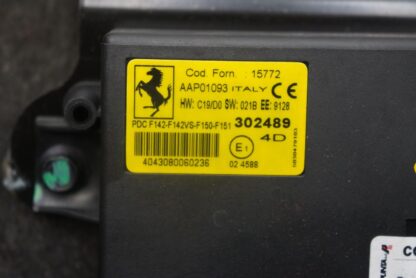 Cod. Forn. 15772
AAP01093 ITALY CE
HW: C19/D0 SW: 021B EE: 9126
PDC F142-F142VS-F150-F151 302489
4D
4043080060236
E1
02 4588